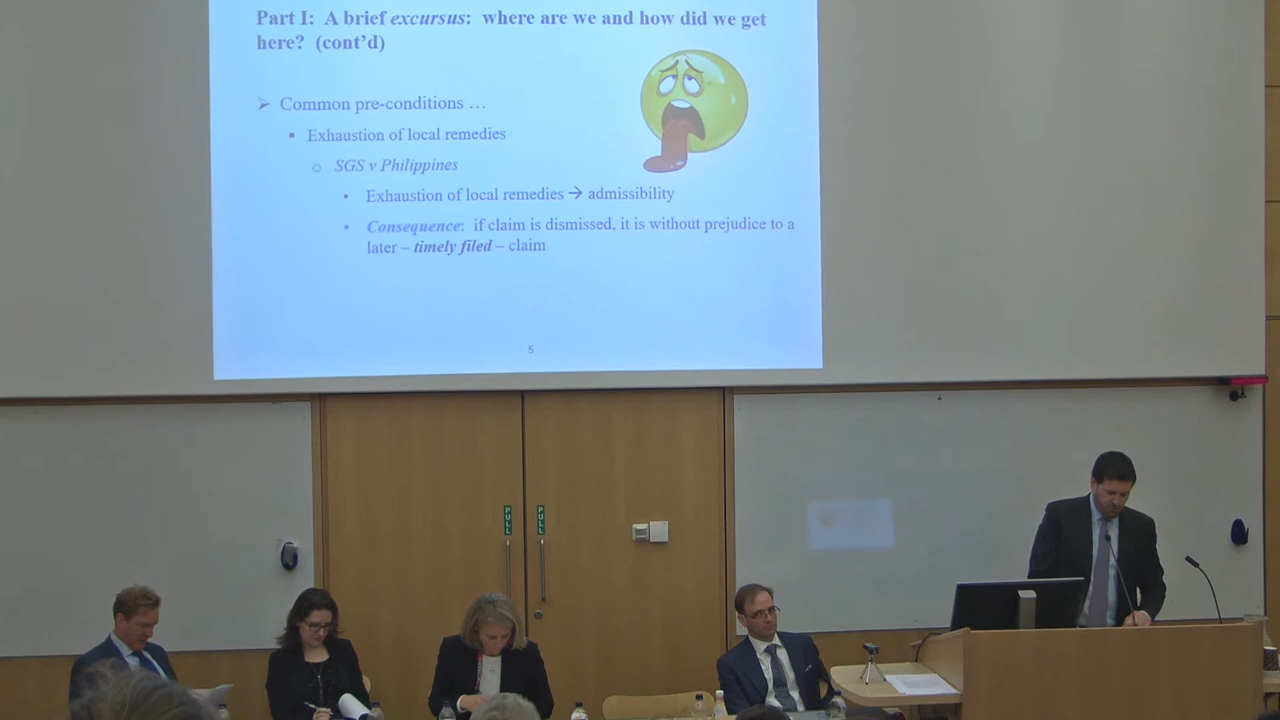 Part I: A brief excursus: where are we and how did we get
here? (cont’d)
➢ Common pre-conditions …
▪ Exhaustion of local remedies
o SGS v Philippines
• Exhaustion of local remedies → admissibility
• Consequence: if claim is dismissed, it is without prejudice to a
later – timely filed – claim
5
PULL PULL